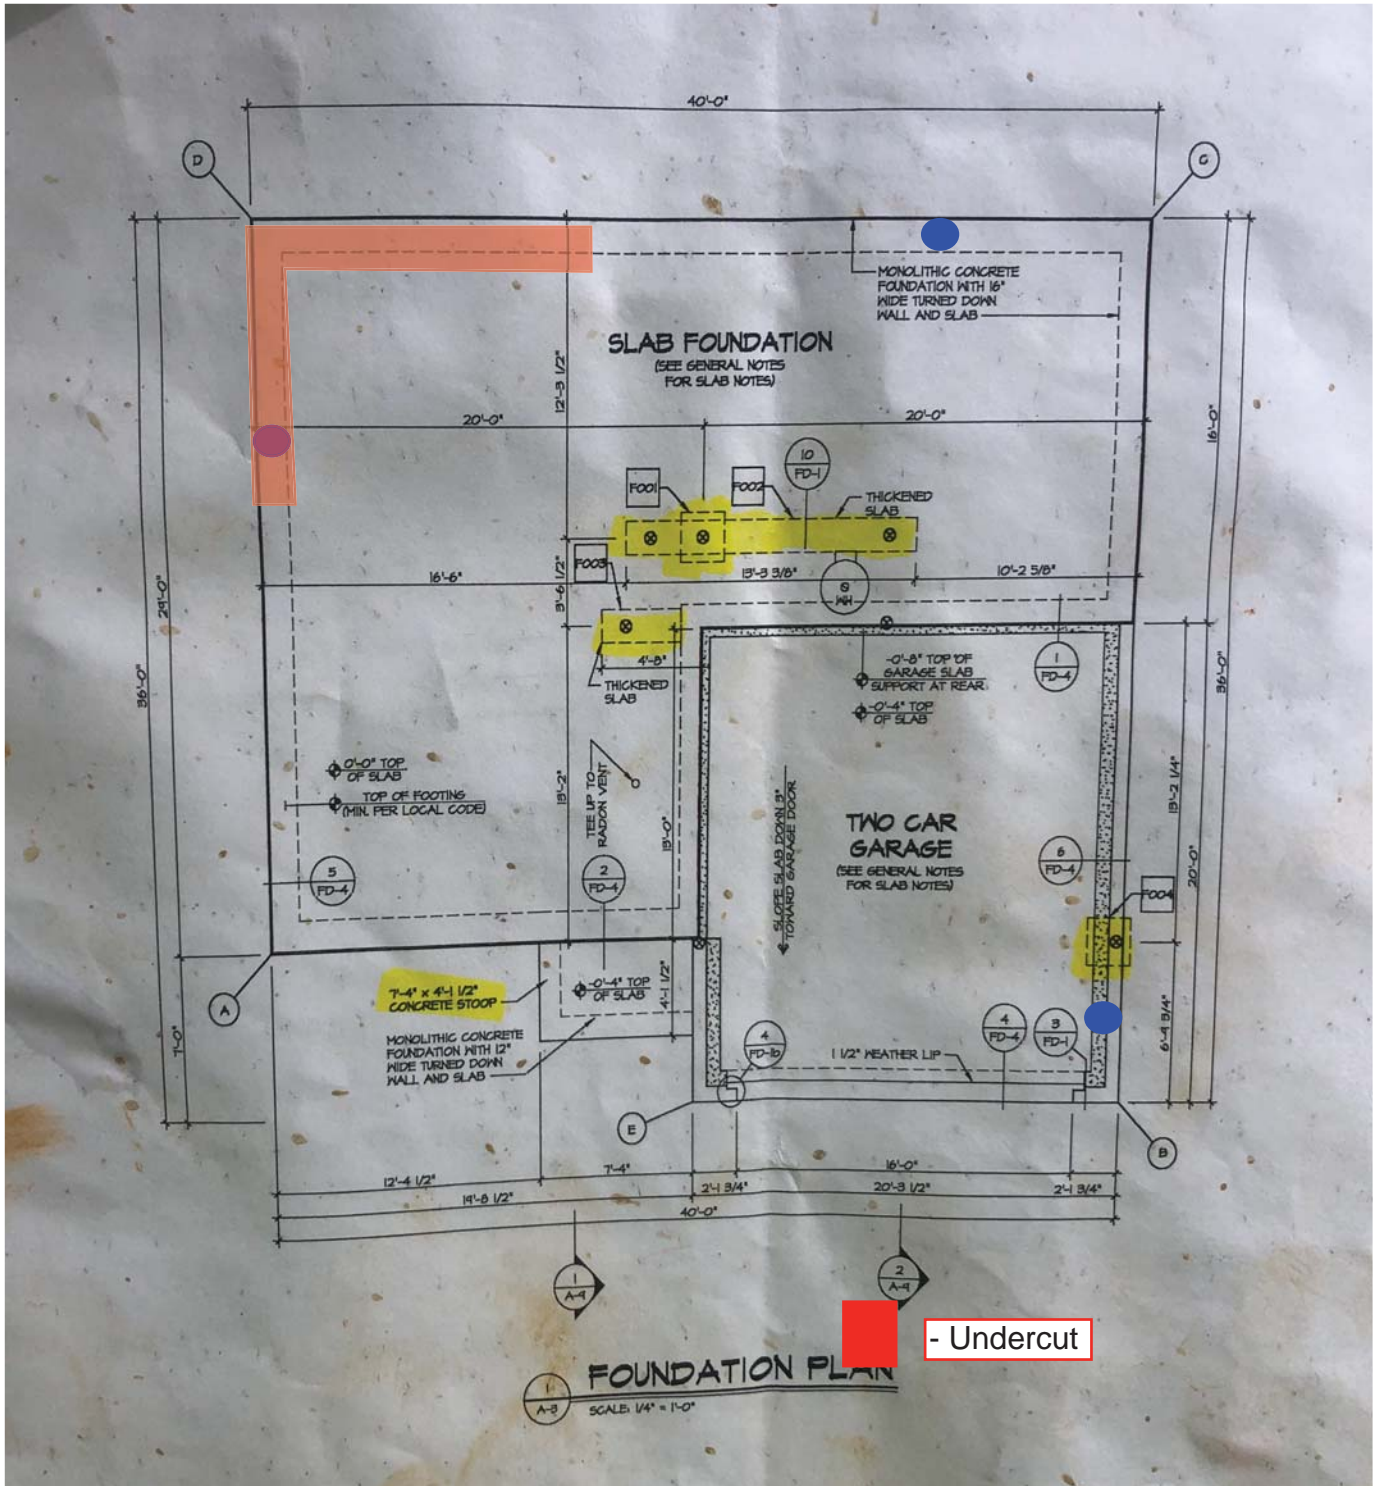 40'-0"
D
C
MONOLITHIC CONCRETE
FOUNDATION WITH 16"
WIDE TURNED DOWN
WALL AND SLAB
SLAB FOUNDATION
(SEE GENERAL NOTES
FOR SLAB NOTES)
12'-3 1/2"
20'-0"
20'-0"
16'-0"
10
FD-1
F001
F002
THICKENED
SLAB
F003
16'-6"
3'-6 1/2"
13'-3 3/8"
10'-2 5/8"
WH
29'-0"
36'-0"
36'-0"
4'-8"
THICKENED
SLAB
-0'-8" TOP OF
GARAGE SLAB
SUPPORT AT REAR
-0'-4" TOP
OF SLAB
1
FD-4
0'-0" TOP
OF SLAB
TOP OF FOOTING
(MIN. PER LOCAL CODE)
13'-2"
TEE UP TO
RADON VENT
13'-0"
SLOPE SLAB DOWN 3"
TOWARD GARAGE DOOR
TWO CAR
GARAGE
(SEE GENERAL NOTES
FOR SLAB NOTES)
13'-2 1/4"
20'-0"
5
FD-4
2
FD-4
6
FD-4
F004
A
7'-4" x 4'-1 1/2"
CONCRETE STOOP
-0'-4" TOP
OF SLAB
4'-1 1/2"
MONOLITHIC CONCRETE
FOUNDATION WITH 12"
WIDE TURNED DOWN
WALL AND SLAB
7'-0"
4
FD-1b
1 1/2" WEATHER LIP
4
FD-4
3
FD-1
6'-9 3/4"
E
B
12'-4 1/2"
7'-4"
16'-0"
19'-8 1/2"
2'-1 3/4"
20'-3 1/2"
2'-1 3/4"
40'-0"
1
A-9
2
A-9
- Undercut
1
A-3
FOUNDATION PLAN
SCALE: 1/4" = 1'-0"